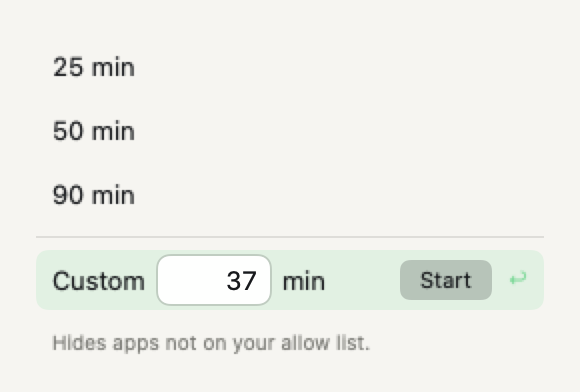 25 min
50 min
90 min
Custom 37 min Start
Hides apps not on your allow list.